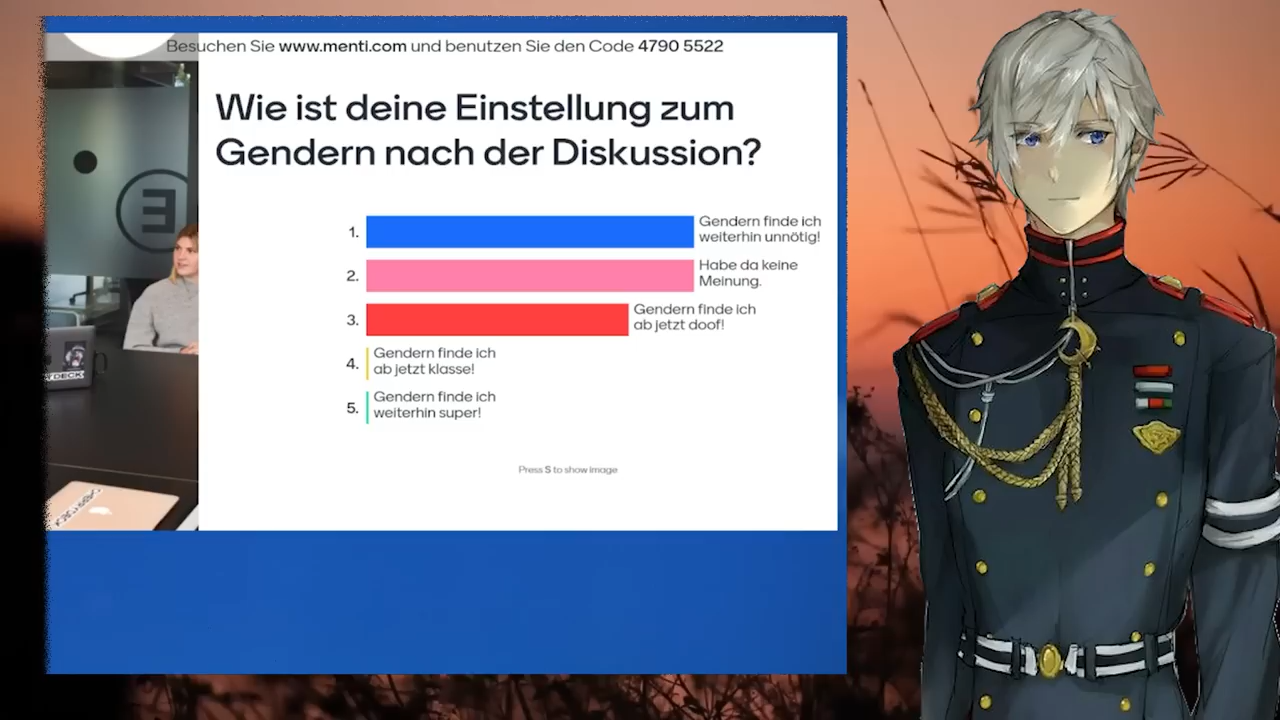 Besuchen Sie www.menti.com und benutzen Sie den Code 4790 5522
Wie ist deine Einstellung zum
Gendern nach der Diskussion?
1.
Gendern finde ich
weiterhin unnötig!
2.
Habe da keine
Meinung.
3.
Gendern finde ich
ab jetzt doof!
4.
Gendern finde ich
ab jetzt klasse!
5.
Gendern finde ich
weiterhin super!
Press S to show image